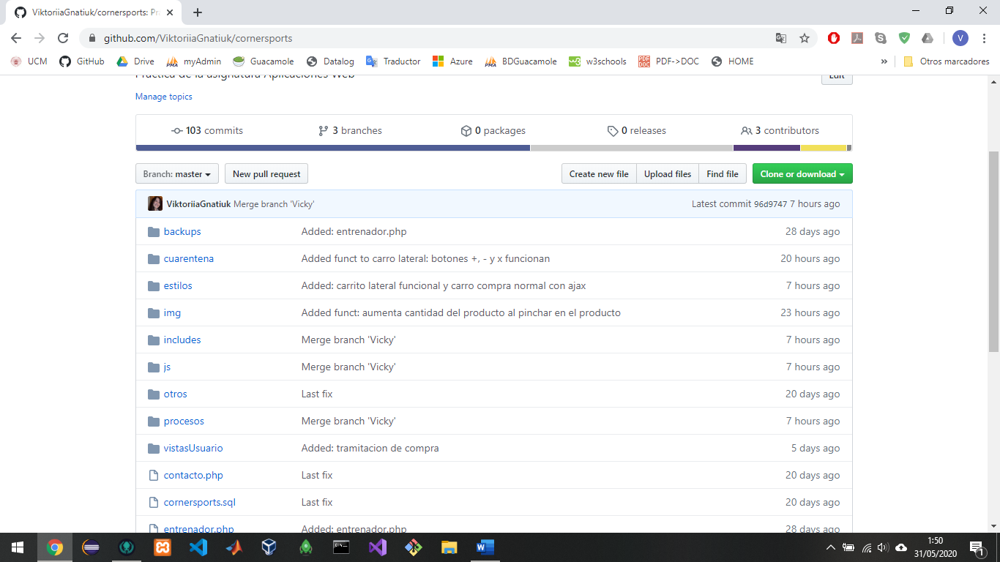 ViktoriiaGnatiuk/cornersports: Pra
github.com/ViktoriiaGnatiuk/cornersports
V
UCM GitHub Drive myAdmin Guacamole Datalog Traductor Azure BDGuacamole w3schools PDF->DOC HOME » Otros marcadores
Práctica de la asignatura Aplicaciones Web Edit
Manage topics
103 commits 3 branches 0 packages 0 releases 3 contributors
Branch: master New pull request Create new file Upload files Find file Clone or download
ViktoriiaGnatiuk Merge branch 'Vicky' Latest commit 96d9747 7 hours ago
backups Added: entrenador.php 28 days ago
cuarentena Added funct to carro lateral: botones +, - y x funcionan 20 hours ago
estilos Added: carrito lateral funcional y carro compra normal con ajax 7 hours ago
img Added funct: aumenta cantidad del producto al pinchar en el producto 23 hours ago
includes Merge branch 'Vicky' 7 hours ago
js Merge branch 'Vicky' 7 hours ago
otros Last fix 20 days ago
procesos Merge branch 'Vicky' 7 hours ago
vistasUsuario Added: tramitacion de compra 5 days ago
contacto.php Last fix 20 days ago
cornersports.sql Last fix 20 days ago
entrenador.php Added: entrenador.php 28 days ago
1:50
31/05/2020
1